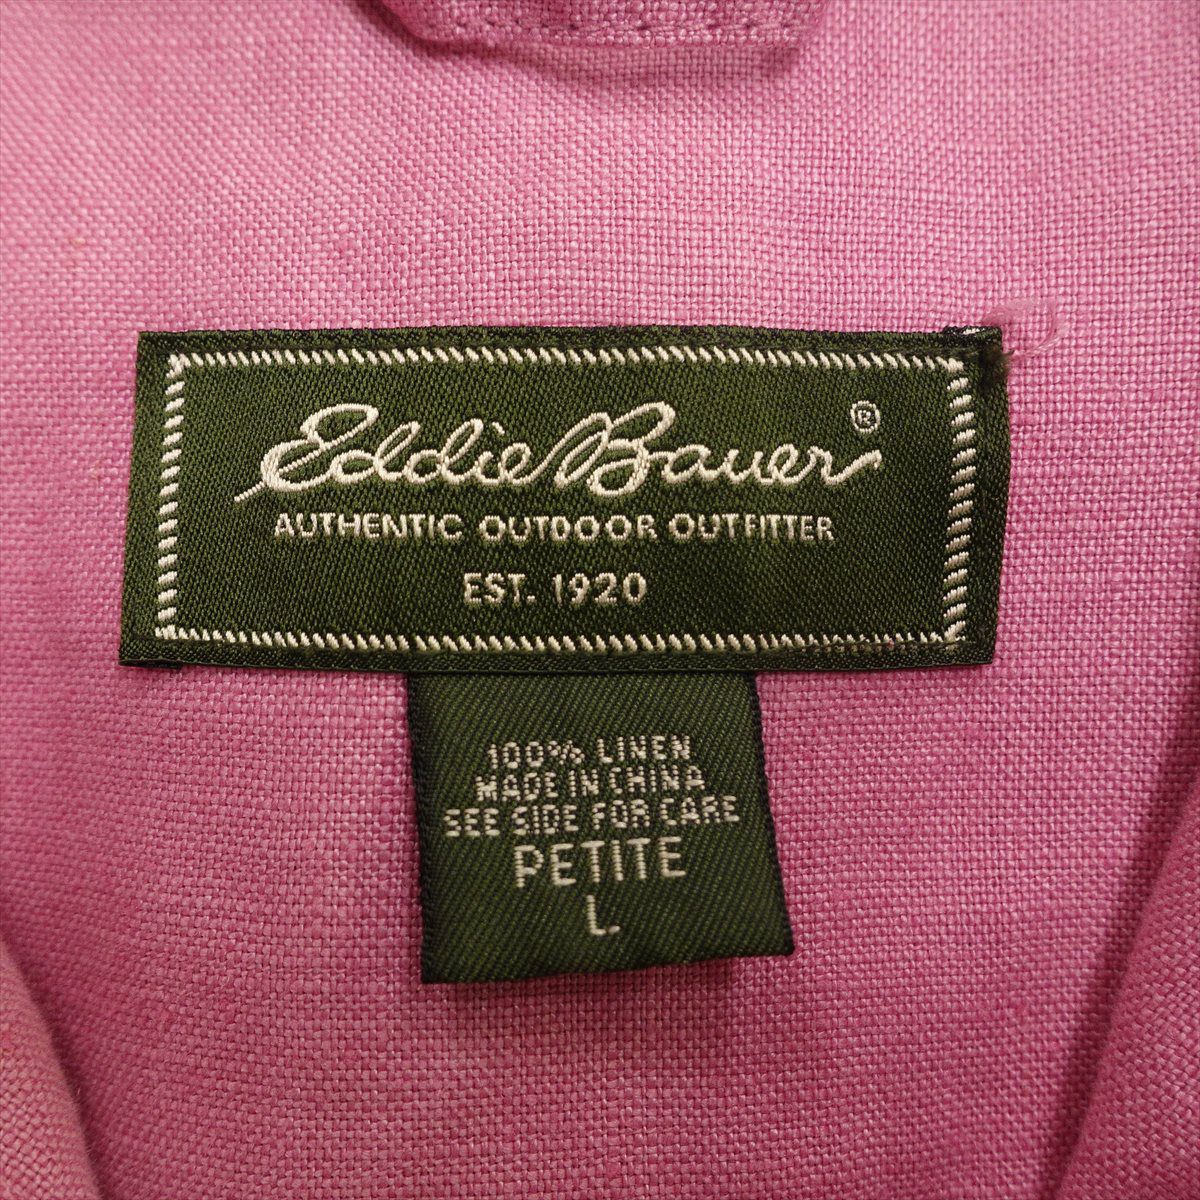 Eddie Bauer®
AUTHENTIC OUTDOOR OUTFITTER
EST. 1920
100% LINEN
MADE IN CHINA
SEE SIDE FOR CARE
PETITE
L